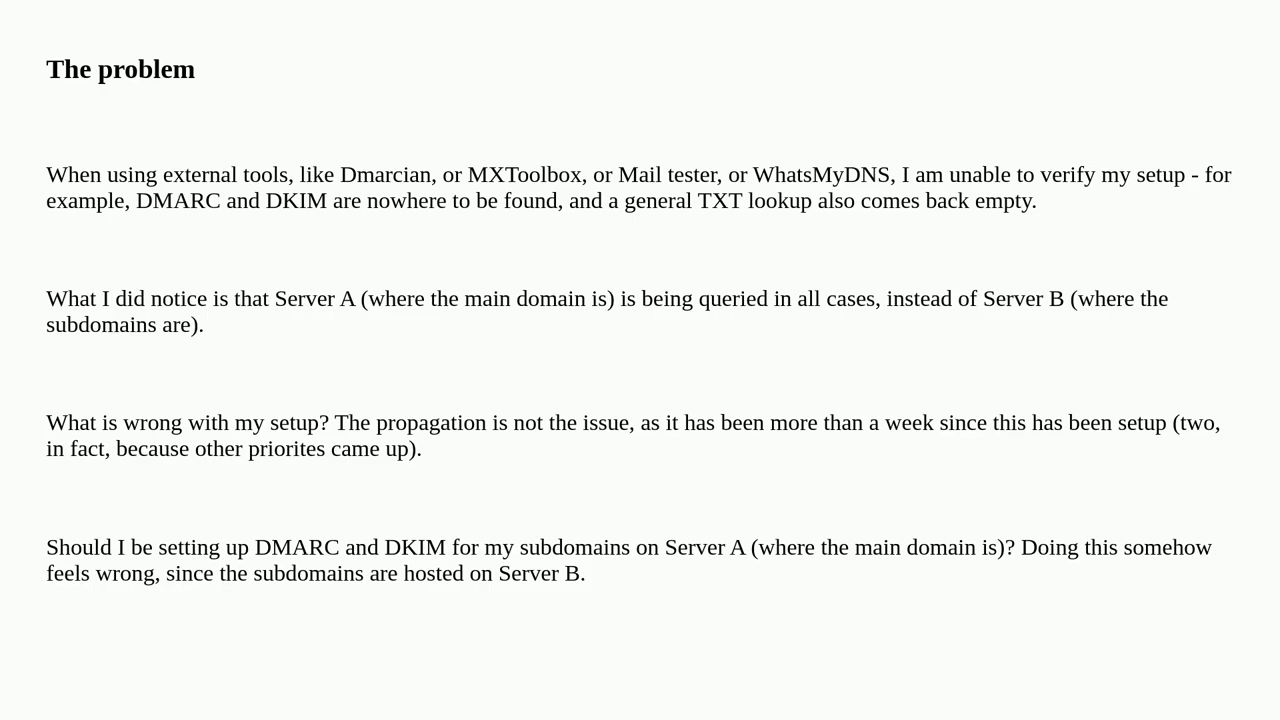 The problem
When using external tools, like Dmarcian, or MXToolbox, or Mail tester, or WhatsMyDNS, I am unable to verify my setup - for
example, DMARC and DKIM are nowhere to be found, and a general TXT lookup also comes back empty.
What I did notice is that Server A (where the main domain is) is being queried in all cases, instead of Server B (where the
subdomains are).
What is wrong with my setup? The propagation is not the issue, as it has been more than a week since this has been setup (two,
in fact, because other priorites came up).
Should I be setting up DMARC and DKIM for my subdomains on Server A (where the main domain is)? Doing this somehow
feels wrong, since the subdomains are hosted on Server B.